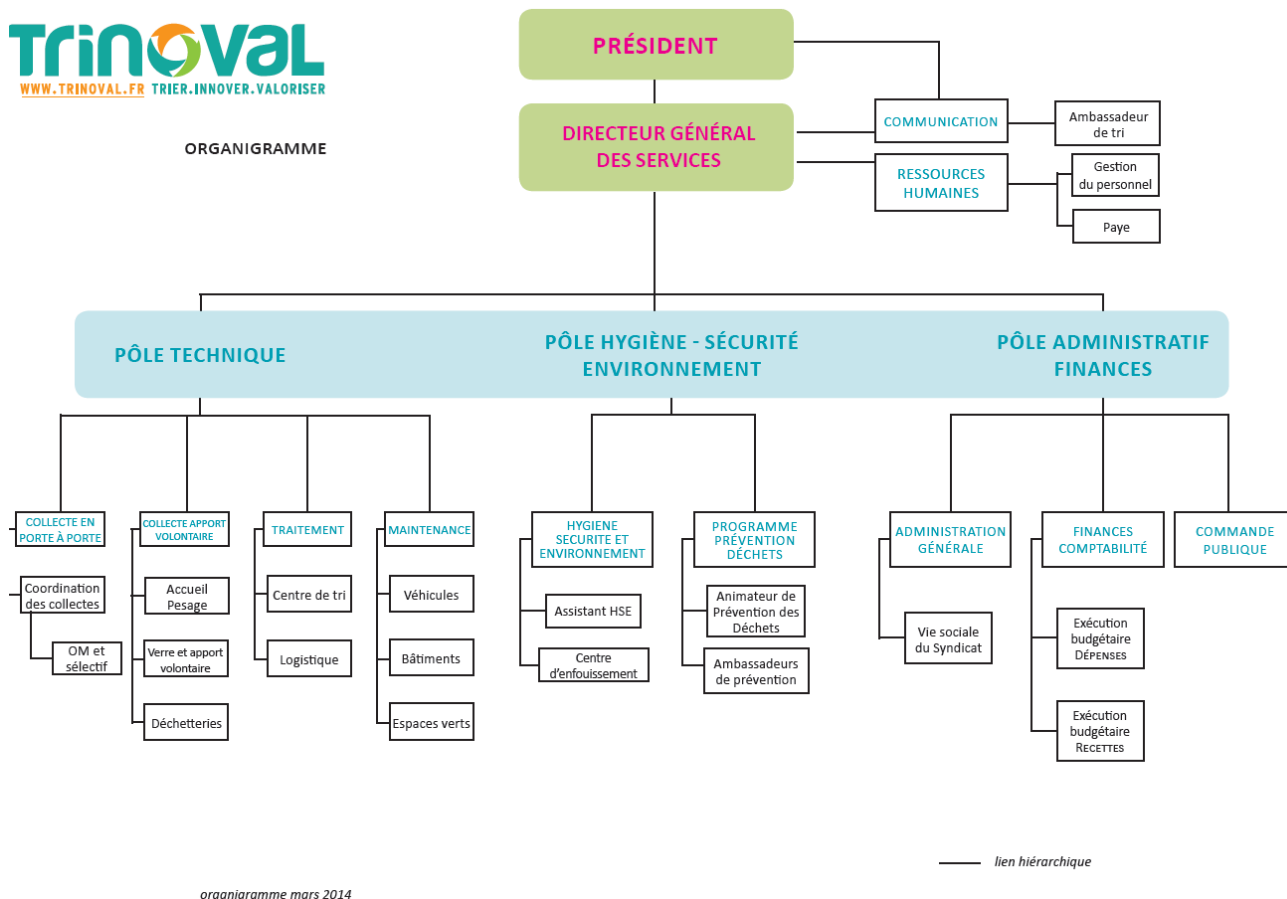 TRiNOVaL
WWW.TRINOVAL.FR TRIER.INNOVER.VALORISER
ORGANIGRAMME
PRÉSIDENT
DIRECTEUR GÉNÉRAL
DES SERVICES
COMMUNICATION
Ambassadeur
de tri
RESSOURCES
HUMAINES
Gestion
du personnel
Paye
PÔLE TECHNIQUE
PÔLE HYGIÈNE - SÉCURITÉ
ENVIRONNEMENT
PÔLE ADMINISTRATIF
FINANCES
COLLECTE EN
PORTE À PORTE
Coordination
des collectes
OM et
sélectif
COLLECTE APPORT
VOLONTAIRE
Accueil
Pesage
Verre et apport
volontaire
Déchetteries
TRAITEMENT
Centre de tri
Logistique
MAINTENANCE
Véhicules
Bâtiments
Espaces verts
HYGIENE
SECURITE ET
ENVIRONNEMENT
Assistant HSE
Centre
d'enfouissement
PROGRAMME
PRÉVENTION
DÉCHETS
Animateur de
Prévention des
Déchets
Ambassadeurs
de prévention
ADMINISTRATION
GÉNÉRALE
Vie sociale
du Syndicat
FINANCES
COMPTABILITÉ
Exécution
budgétaire
DÉPENSES
Exécution
budgétaire
RECETTES
COMMANDE
PUBLIQUE
lien hiérarchique
organigramme mars 2014